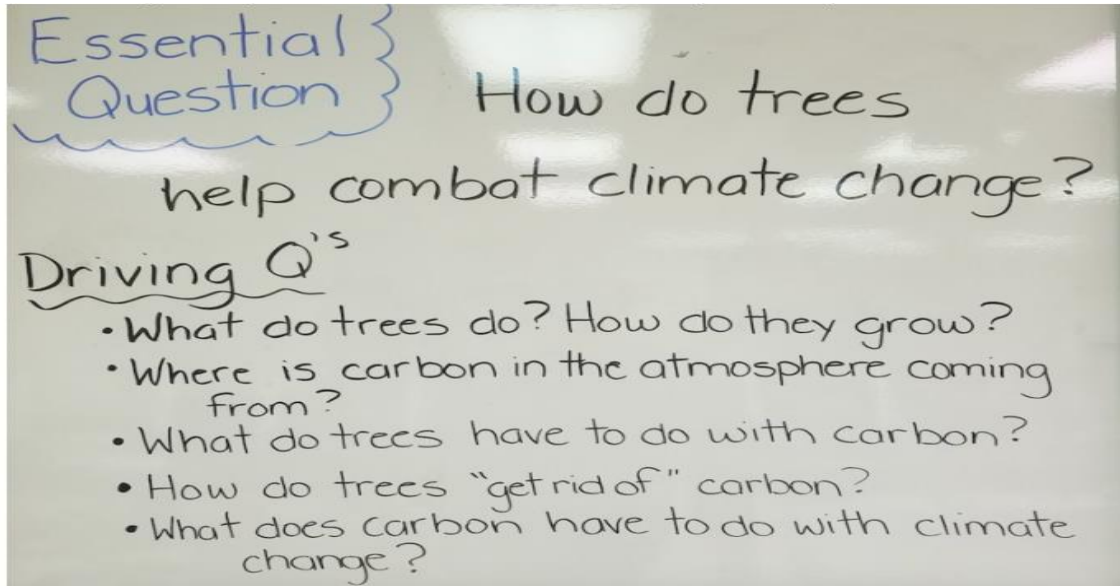 Essential
Question
How do trees
help combat climate change?
Driving Q's
• What do trees do? How do they grow?
• Where is carbon in the atmosphere coming
from?
• What do trees have to do with carbon?
• How do trees "get rid of" carbon?
• What does carbon have to do with climate
change?